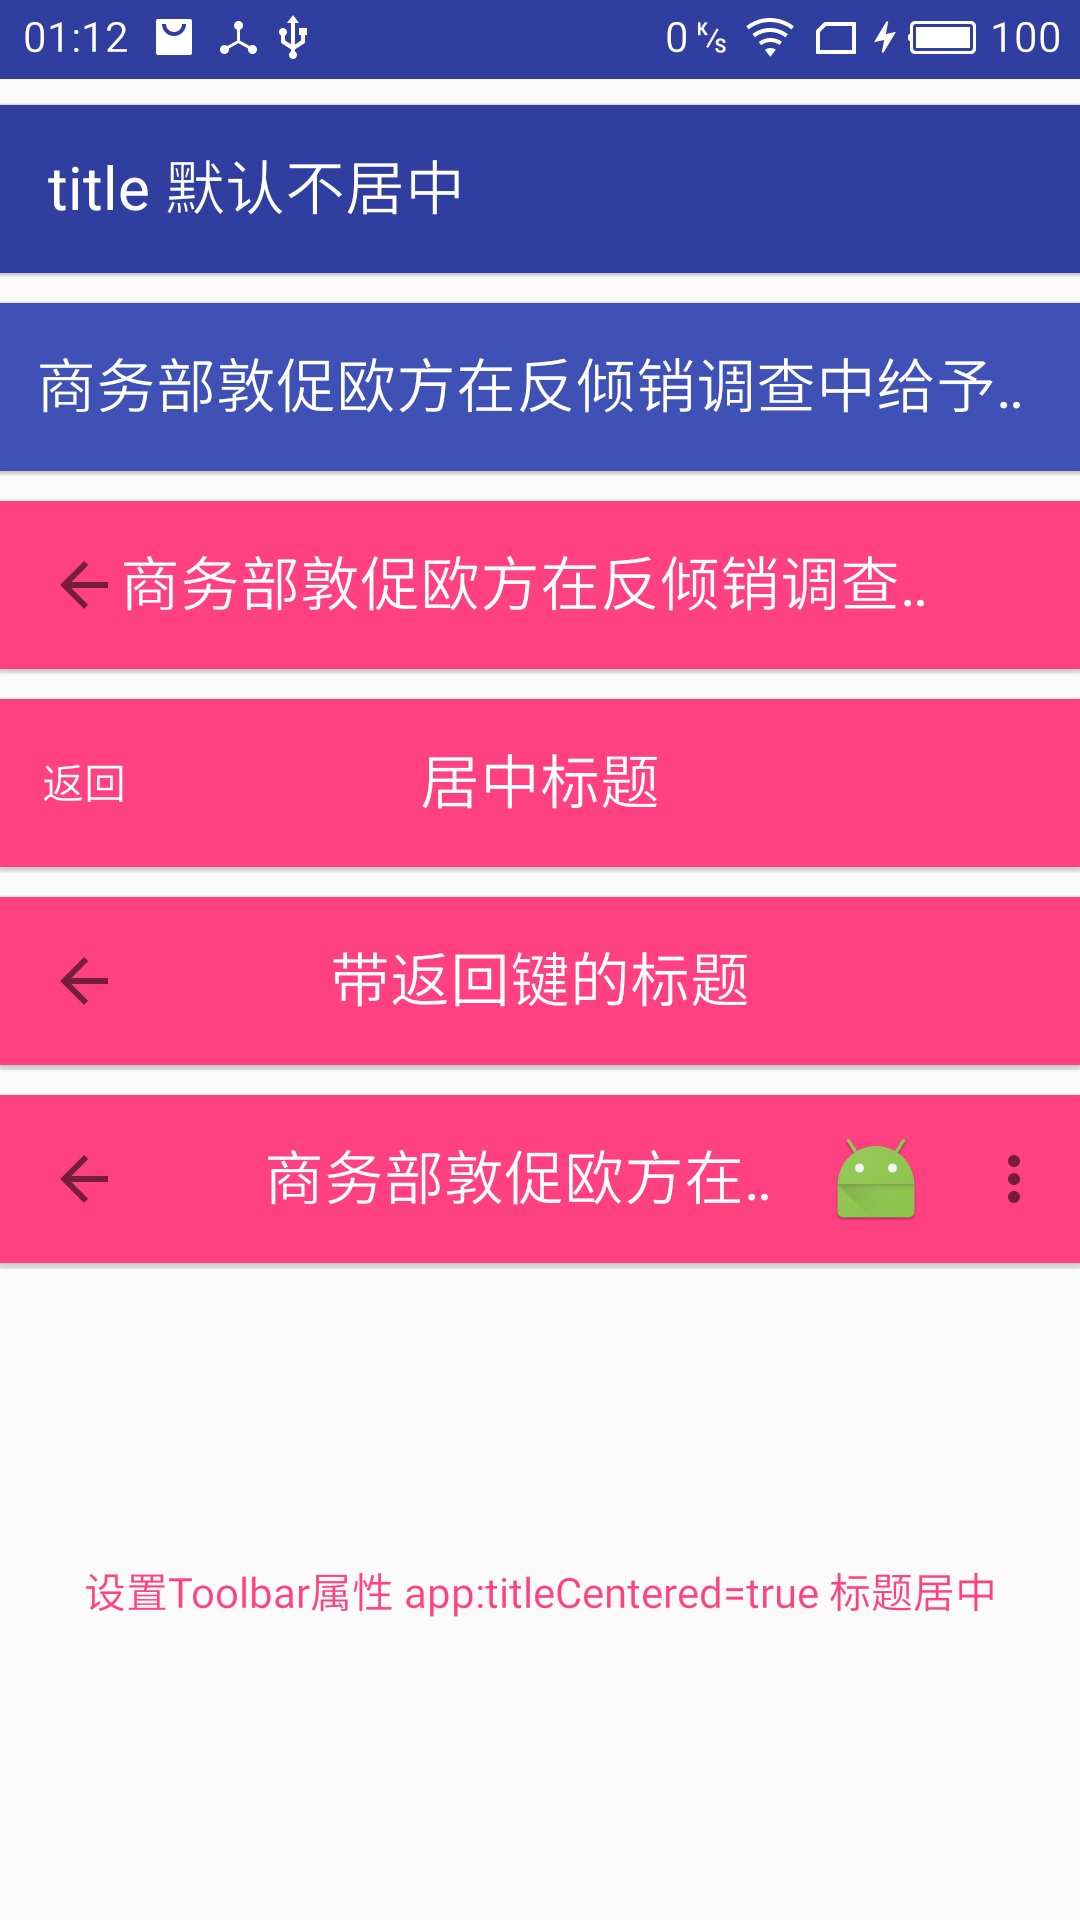 01:12 0 K/S 100
title 默认不居中
商务部敦促欧方在反倾销调查中给予..
商务部敦促欧方在反倾销调查..
返回 居中标题
带返回键的标题
商务部敦促欧方在..
设置Toolbar属性 app:titleCentered=true 标题居中